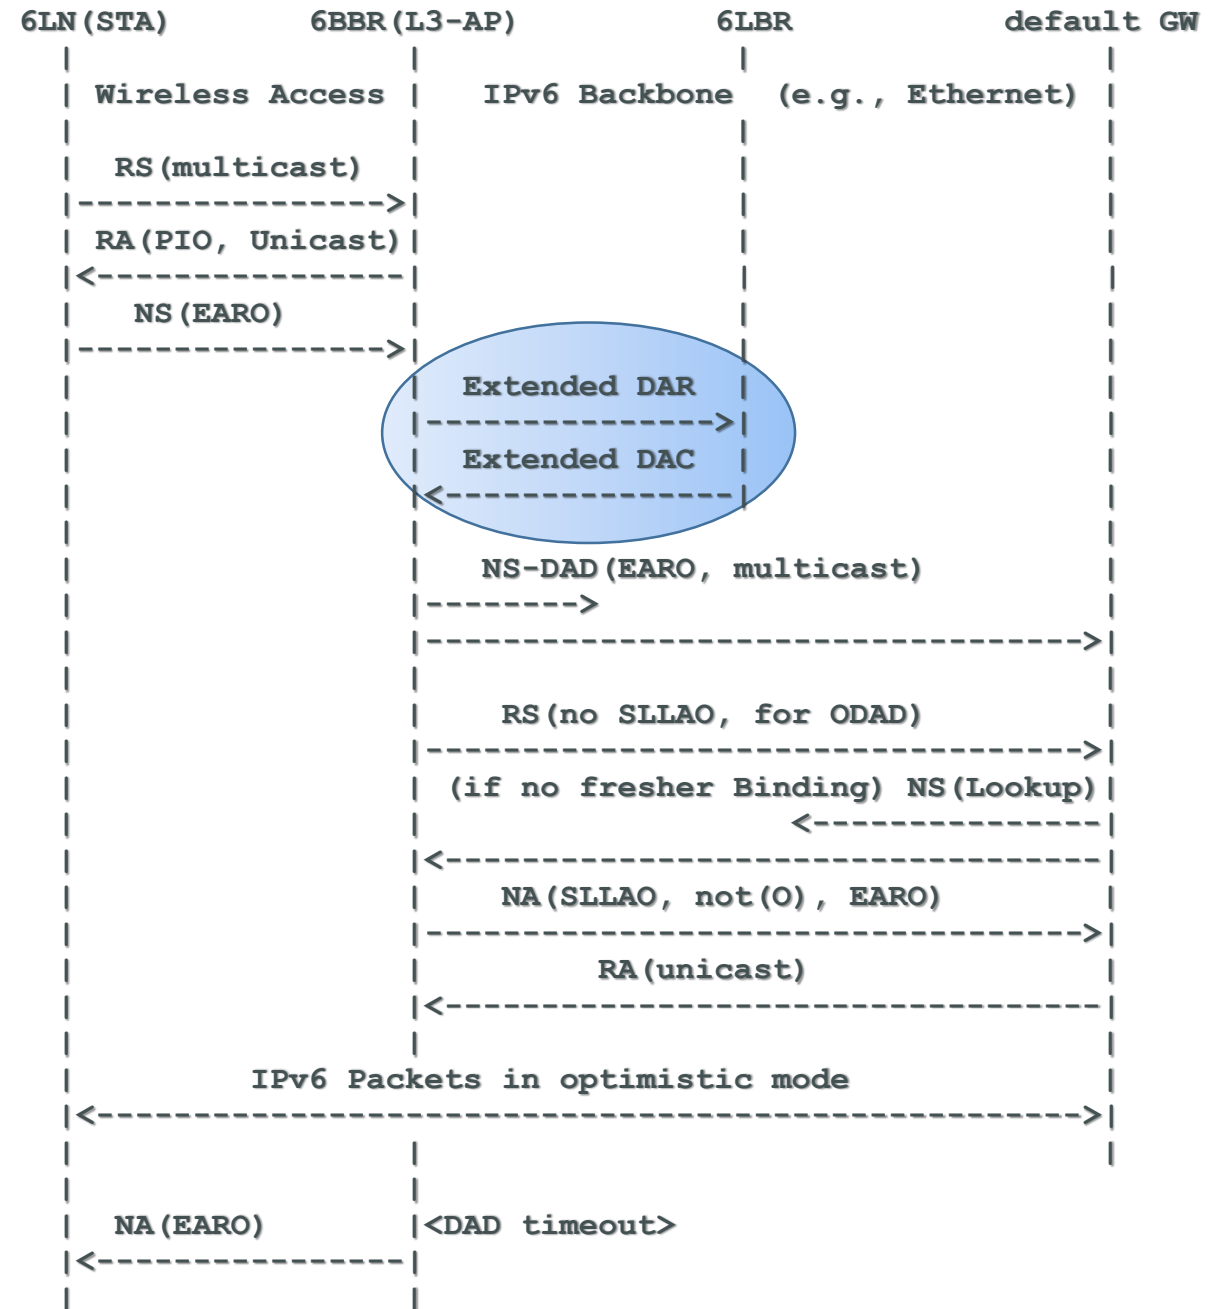 6LN(STA) 6BBR(L3-AP) 6LBR default GW
Wireless Access IPv6 Backbone (e.g., Ethernet)
RS(multicast)
RA(PIO, Unicast)
NS(EARO)
Extended DAR
Extended DAC
NS-DAD(EARO, multicast)
RS(no SLLAO, for ODAD)
(if no fresher Binding) NS(Lookup)
NA(SLLAO, not(O), EARO)
RA(unicast)
IPv6 Packets in optimistic mode
NA(EARO) <DAD timeout>